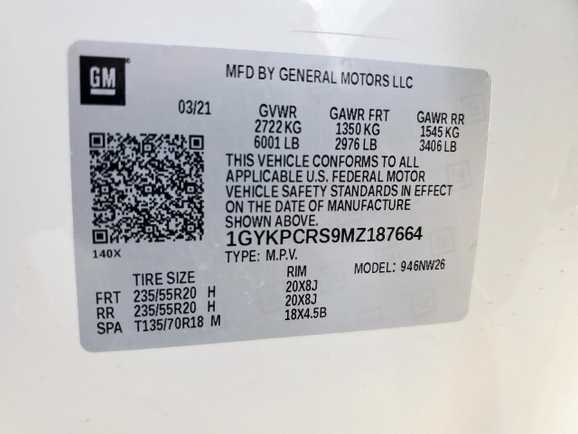 GM
MFD BY GENERAL MOTORS LLC
03/21 GVWR GAWR FRT GAWR RR
2722 KG 1350 KG 1545 KG
6001 LB 2976 LB 3406 LB
THIS VEHICLE CONFORMS TO ALL
APPLICABLE U.S. FEDERAL MOTOR
VEHICLE SAFETY STANDARDS IN EFFECT
ON THE DATE OF MANUFACTURE
SHOWN ABOVE.
140X
1GYKPCRS9MZ187664
TYPE: M.P.V. MODEL: 946NW26
TIRE SIZE RIM
FRT 235/55R20 H 20X8J
RR 235/55R20 H 20X8J
SPA T135/70R18 M 18X4.5B